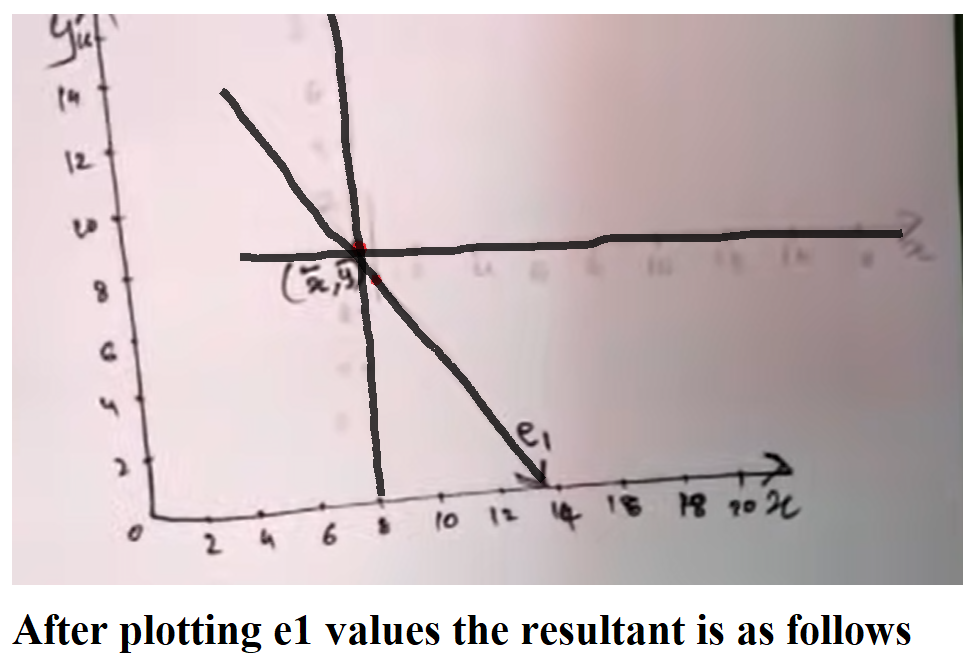 y
14
12
10
8
6
4
2
(x̄,ȳ)
e1
0 2 4 6 8 10 12 14 18 20 x
After plotting e1 values the resultant is as follows